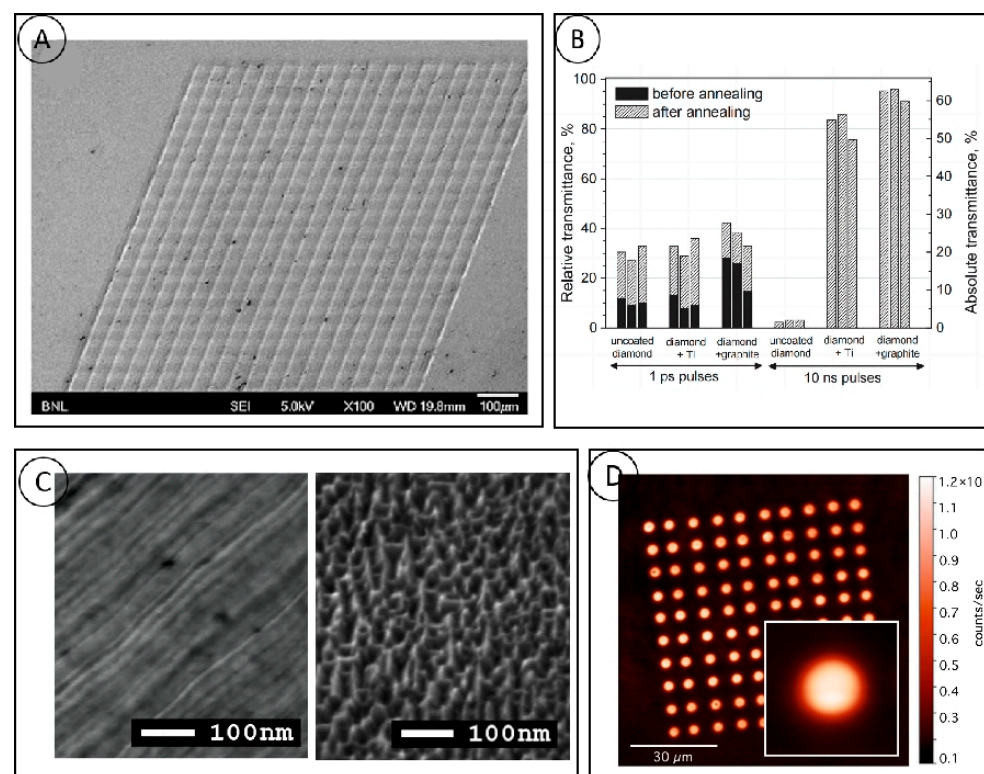 A
BNL SEI 5.0kV X100 WD 19.8mm 100µm
B
before annealing
after annealing
Relative transmittance, %
100
80
60
40
20
0
Absolute transmittance, %
60
50
40
30
20
10
0
uncoated
diamond
diamond
+ Ti
diamond
+graphite
uncoated
diamond
diamond
+ Ti
diamond
+graphite
1 ps pulses
10 ns pulses
C
100nm
100nm
D
30 µm
1.2×10
1.1
1.0
0.9
0.8
0.7
0.6
0.5
0.4
0.3
0.1
counts/sec